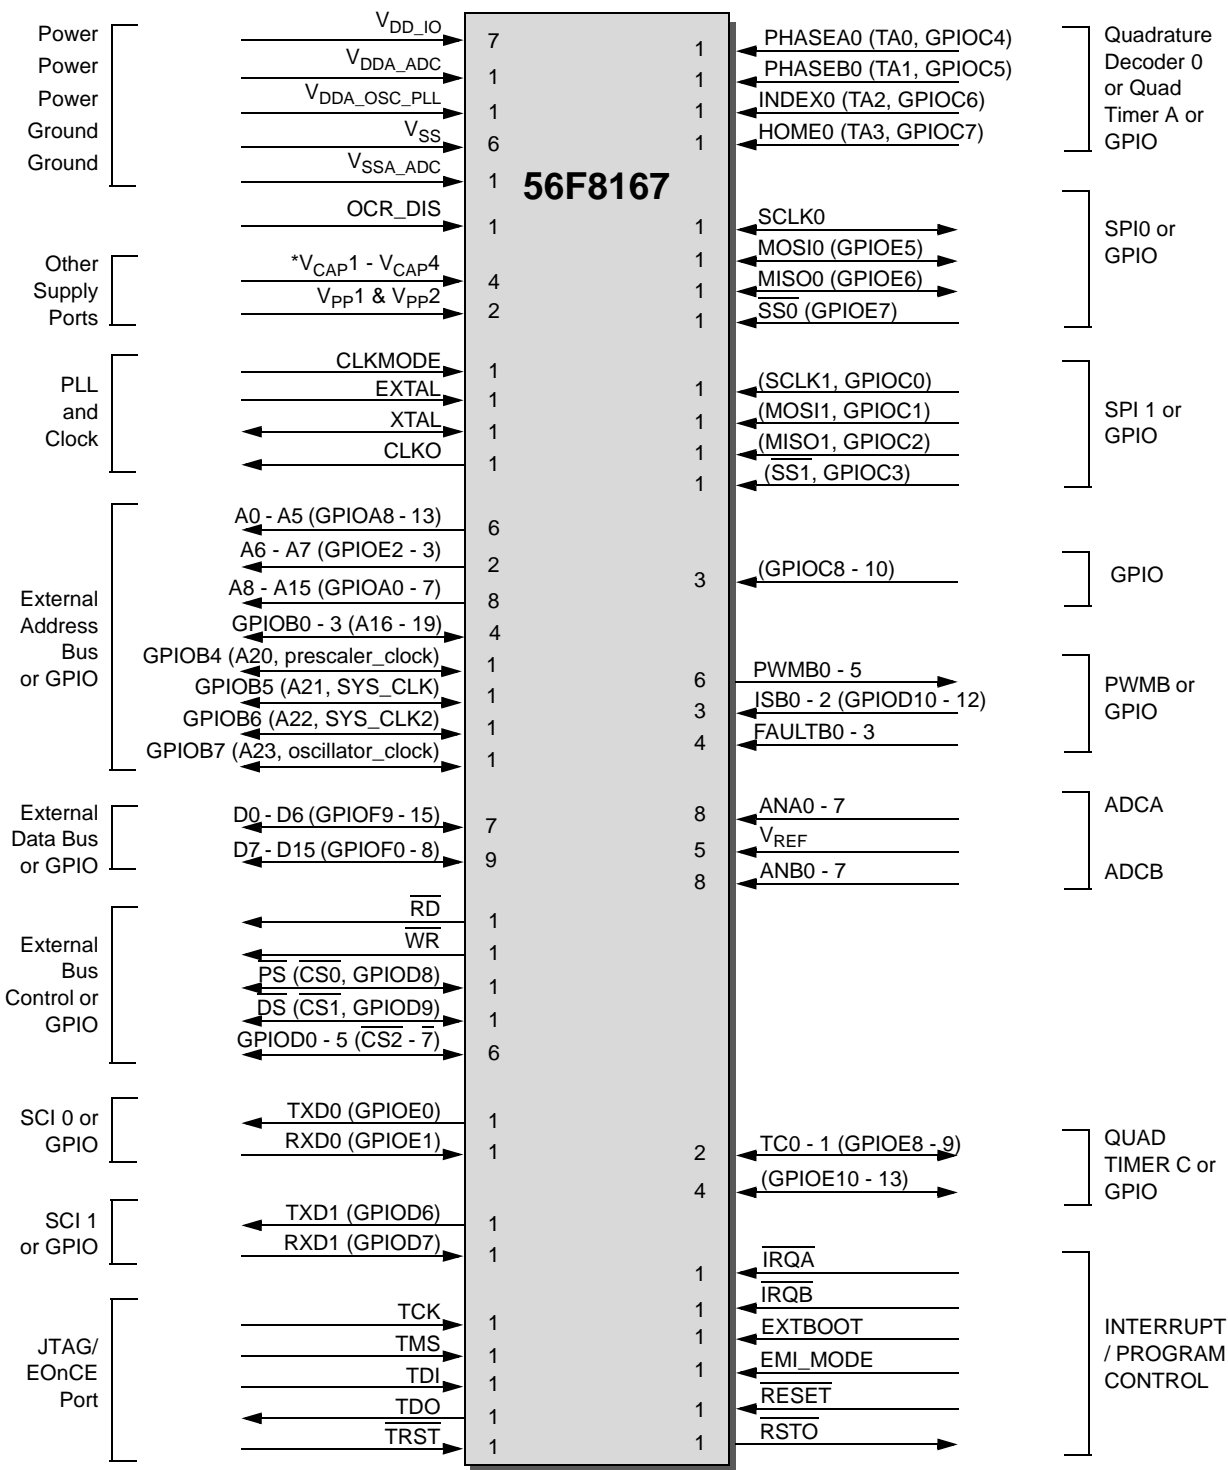 56F8167
Power
Power
Power
Ground
Ground
V_DD_IO
7
V_DDA_ADC
1
V_DDA_OSC_PLL
1
V_SS
6
V_SSA_ADC
1
OCR_DIS
1
Other
Supply
Ports
*V_CAP1 - V_CAP4
4
V_PP1 & V_PP2
2
PLL
and
Clock
CLKMODE
1
EXTAL
1
XTAL
1
CLKO
1
External
Address
Bus
or GPIO
A0 - A5 (GPIOA8 - 13)
6
A6 - A7 (GPIOE2 - 3)
2
A8 - A15 (GPIOA0 - 7)
8
GPIOB0 - 3 (A16 - 19)
4
GPIOB4 (A20, prescaler_clock)
1
GPIOB5 (A21, SYS_CLK)
1
GPIOB6 (A22, SYS_CLK2)
1
GPIOB7 (A23, oscillator_clock)
1
External
Data Bus
or GPIO
D0 - D6 (GPIOF9 - 15)
7
D7 - D15 (GPIOF0 - 8)
9
External
Bus
Control or
GPIO
RD
1
WR
1
PS (CS0, GPIOD8)
1
DS (CS1, GPIOD9)
1
GPIOD0 - 5 (CS2 - 7)
6
SCI 0 or
GPIO
TXD0 (GPIOE0)
1
RXD0 (GPIOE1)
1
SCI 1
or GPIO
TXD1 (GPIOD6)
1
RXD1 (GPIOD7)
1
JTAG/
EOnCE
Port
TCK
1
TMS
1
TDI
1
TDO
1
TRST
1
1
PHASEA0 (TA0, GPIOC4)
1
PHASEB0 (TA1, GPIOC5)
1
INDEX0 (TA2, GPIOC6)
1
HOME0 (TA3, GPIOC7)
Quadrature
Decoder 0
or Quad
Timer A or
GPIO
1
SCLK0
1
MOSI0 (GPIOE5)
1
MISO0 (GPIOE6)
1
SS0 (GPIOE7)
SPI0 or
GPIO
1
(SCLK1, GPIOC0)
1
(MOSI1, GPIOC1)
1
(MISO1, GPIOC2)
1
(SS1, GPIOC3)
SPI 1 or
GPIO
3
(GPIOC8 - 10)
GPIO
6
PWMB0 - 5
3
ISB0 - 2 (GPIOD10 - 12)
4
FAULTB0 - 3
PWMB or
GPIO
8
ANA0 - 7
5
V_REF
8
ANB0 - 7
ADCA
ADCB
2
TC0 - 1 (GPIOE8 - 9)
4
(GPIOE10 - 13)
QUAD
TIMER C or
GPIO
1
IRQA
1
IRQB
1
EXTBOOT
1
EMI_MODE
1
RESET
1
RSTO
INTERRUPT
/ PROGRAM
CONTROL